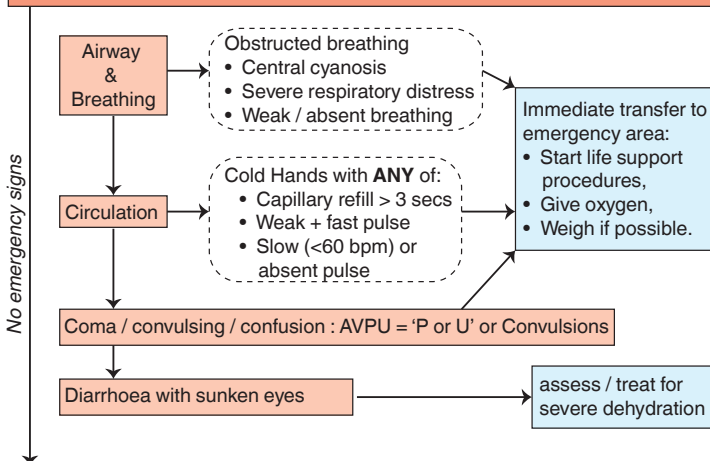 Airway
&
Breathing
Obstructed breathing
• Central cyanosis
• Severe respiratory distress
• Weak / absent breathing
Immediate transfer to
emergency area:
• Start life support
procedures,
• Give oxygen,
• Weigh if possible.
Circulation
Cold Hands with ANY of:
• Capillary refill > 3 secs
• Weak + fast pulse
• Slow (<60 bpm) or
absent pulse
No emergency signs
Coma / convulsing / confusion : AVPU = ‘P or U’ or Convulsions
Diarrhoea with sunken eyes
assess / treat for
severe dehydration